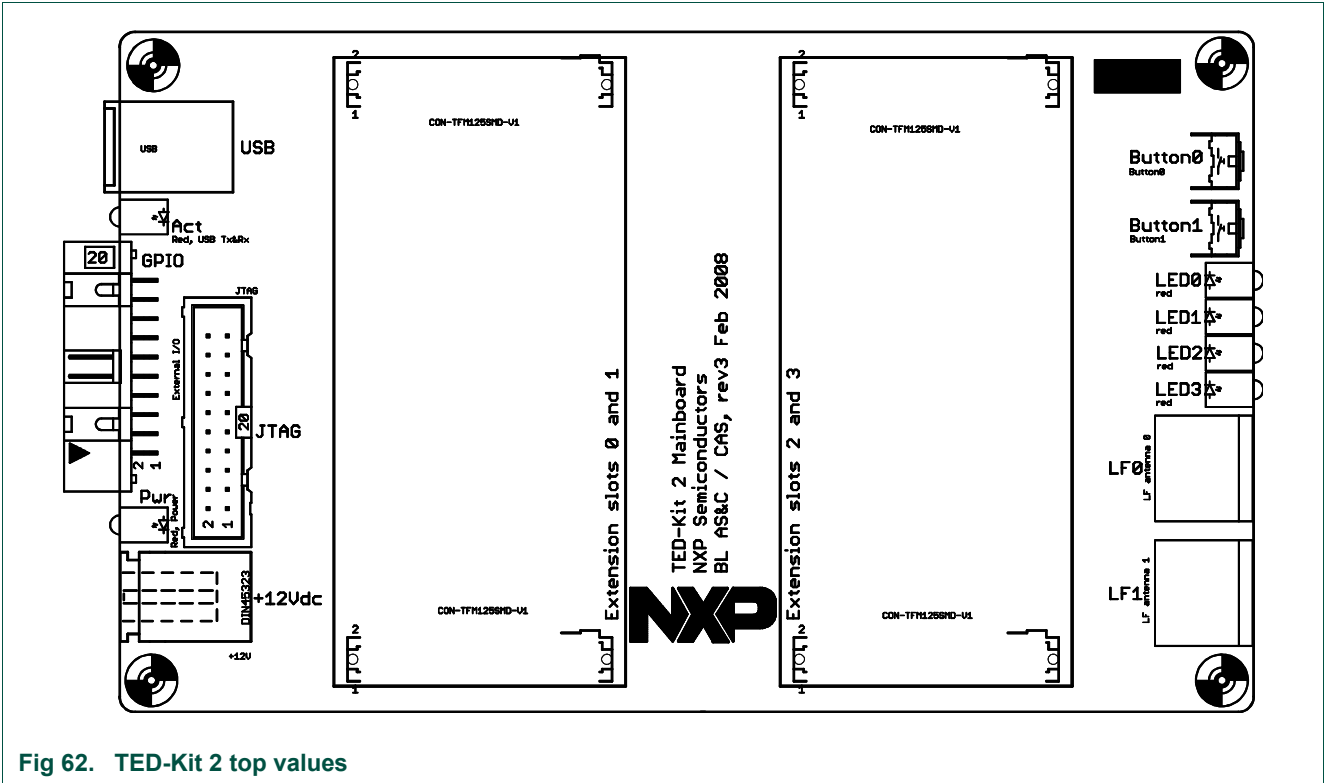 2
1
CON-TFM125SMD-V1
2
1
CON-TFM125SMD-V1
USB
USB
Button0
Button0
Act
Red, USB Tx&Rx
Button1
Button1
20
GPIO
LED0
red
LED1
red
LED2
red
LED3
red
JTAG
External I/O
20
JTAG
2 1
2 1
Pwr
Red, Power
DIN45323
+12Vdc
+12V
Extension slots 0 and 1
TED-Kit 2 Mainboard
NXP Semiconductors
BL AS&C / CAS, rev3 Feb 2008
NXP
Extension slots 2 and 3
LF0
LF antenna 0
LF1
LF antenna 1
CON-TFM125SMD-V1
2
1
CON-TFM125SMD-V1
2
1
Fig 62. TED-Kit 2 top values